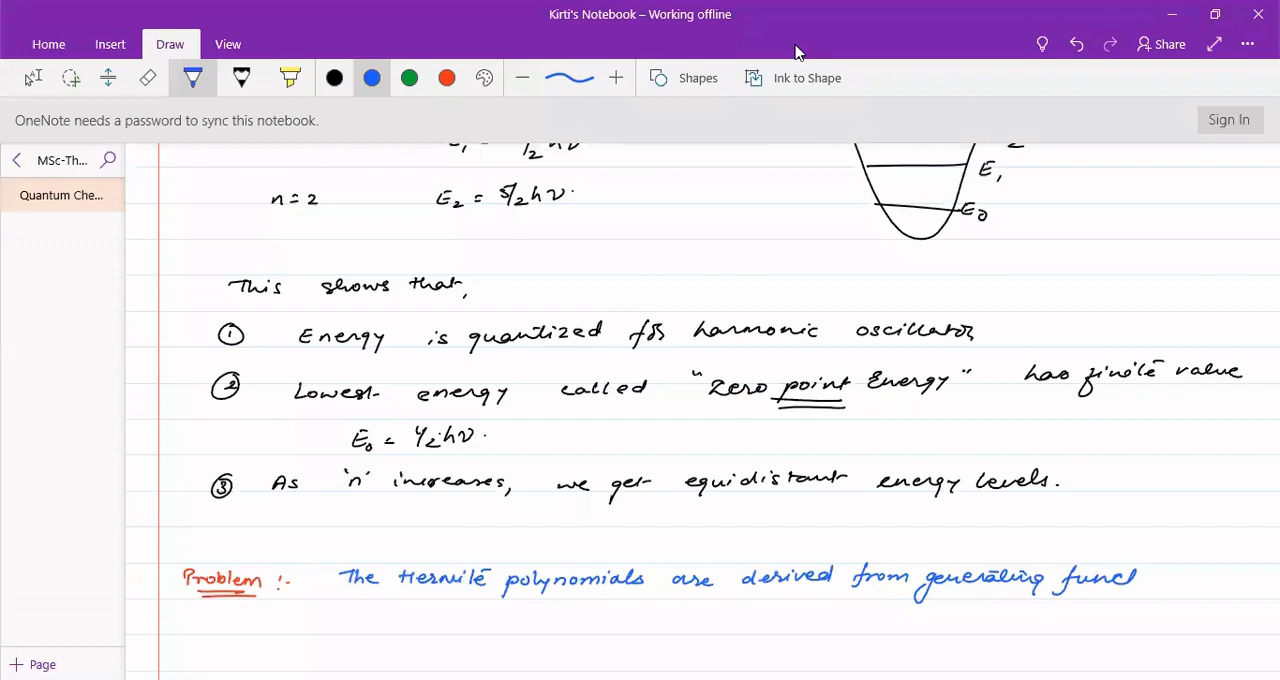 Kirti's Notebook – Working offline
Home Insert Draw View Share
Shapes Ink to Shape
OneNote needs a password to sync this notebook. Sign In
MSc-Th...
Quantum Che...
n = 2 E2 = 5/2 hν
E1
E0
This shows that,
① Energy is quantized for harmonic oscillator
② Lowest energy called "Zero point Energy" has finite value
E0 = 1/2 hν.
③ As 'n' increases, we get equidistant energy levels.
Problem :- The Hermite polynomials are derived from generating funct
+ Page